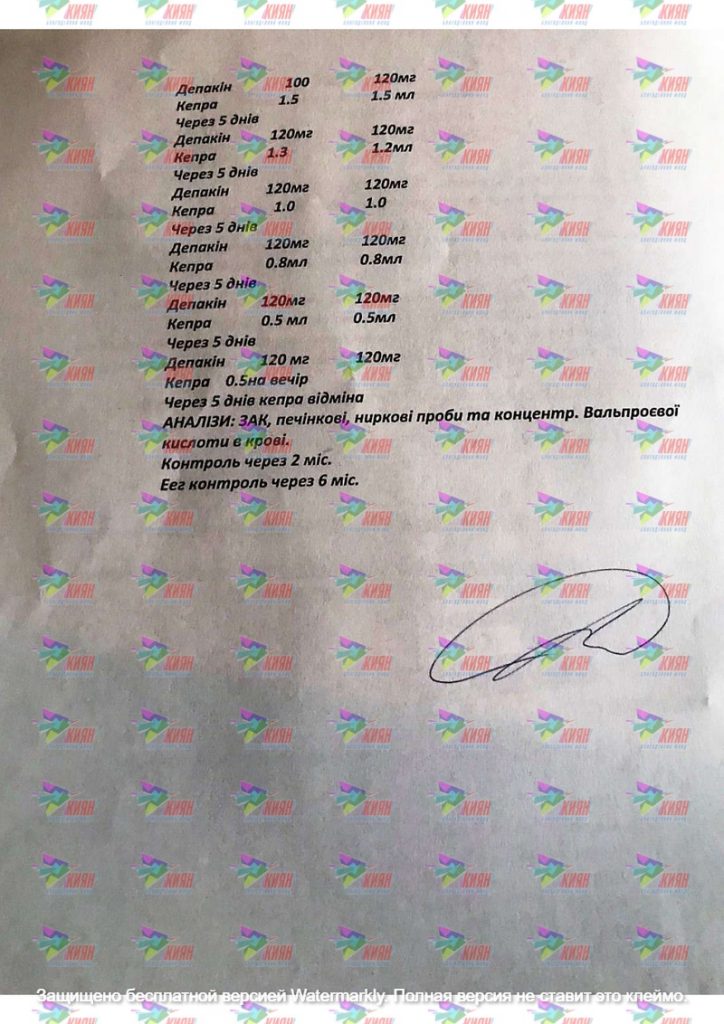 Депакін 100 120мг
Кепра 1.5 1.5 мл
Через 5 днів
Депакін 120мг 120мг
Кепра 1.3 1.2мл
Через 5 днів
Депакін 120мг 120мг
Кепра 1.0 1.0
Через 5 днів
Депакін 120мг 120мг
Кепра 0.8мл 0.8мл
Через 5 днів
Депакін 120мг 120мг
Кепра 0.5 мл 0.5мл
Через 5 днів
Депакін 120 мг 120мг
Кепра 0.5на вечір
Через 5 днів кепра відміна
АНАЛІЗИ: ЗАК, печінкові, ниркові проби та концентр. Вальпроєвої
кислоти в крові.
Контроль через 2 міс.
Еег контроль через 6 міс.
КИЯН
БЛАГОДІЙНИЙ ФОНД
Защищено бесплатной версией Watermarkly. Полная версия не ставит это клеймо.